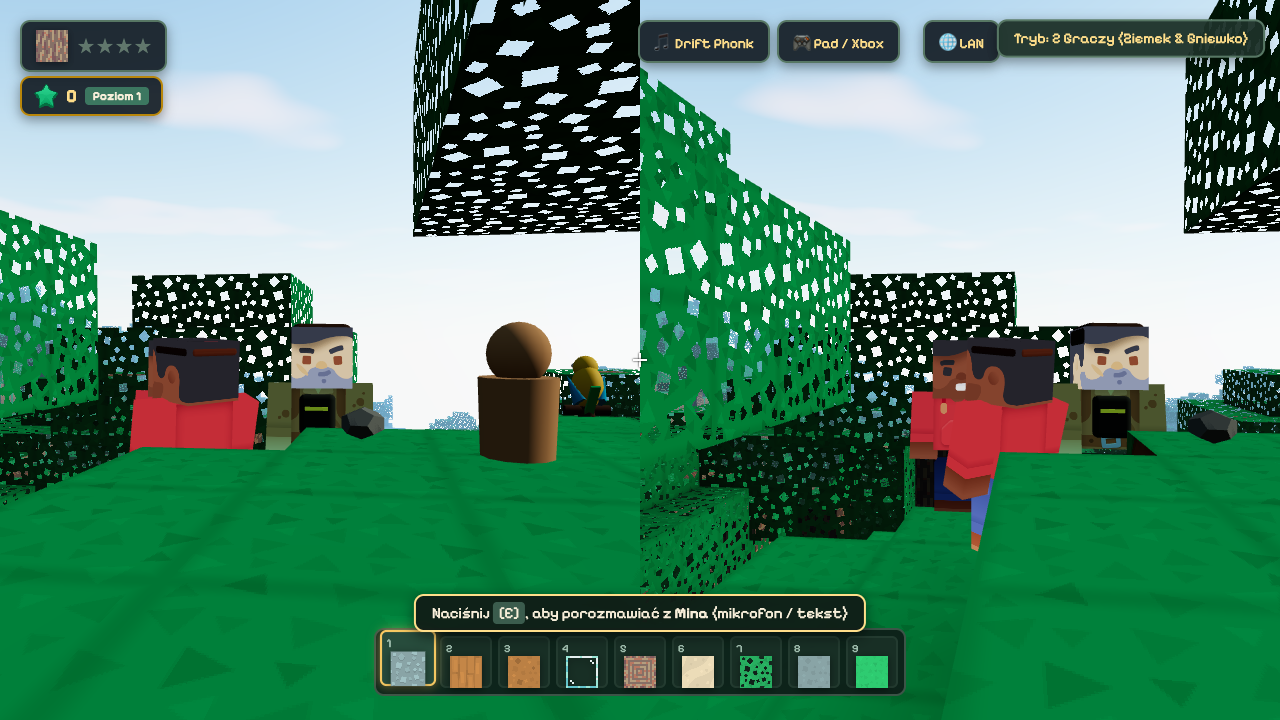 ★★★★
0 Poziom 1
Drift Phonk
Pad / Xbox
LAN
Tryb: 2 Graczy (Ziemek & Gniewko)
Naciśnij [E], aby porozmawiać z Mlna (mikrofon / tekst)
1 2 3 4 5 6 7 8 9